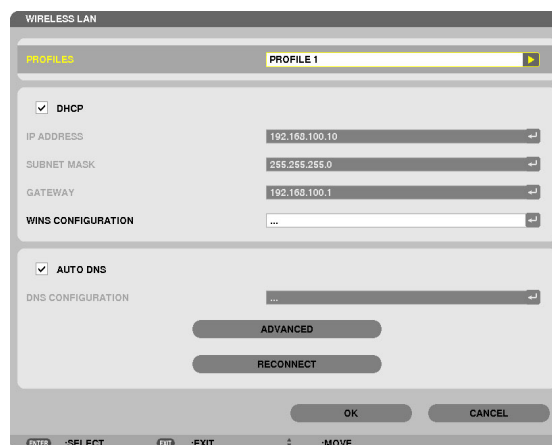 WIRELESS LAN
PROFILES PROFILE 1
DHCP
IP ADDRESS 192.168.100.10
SUBNET MASK 255.255.255.0
GATEWAY 192.168.100.1
WINS CONFIGURATION ...
AUTO DNS
DNS CONFIGURATION ...
ADVANCED
RECONNECT
OK CANCEL
ENTER :SELECT EXIT :EXIT :MOVE